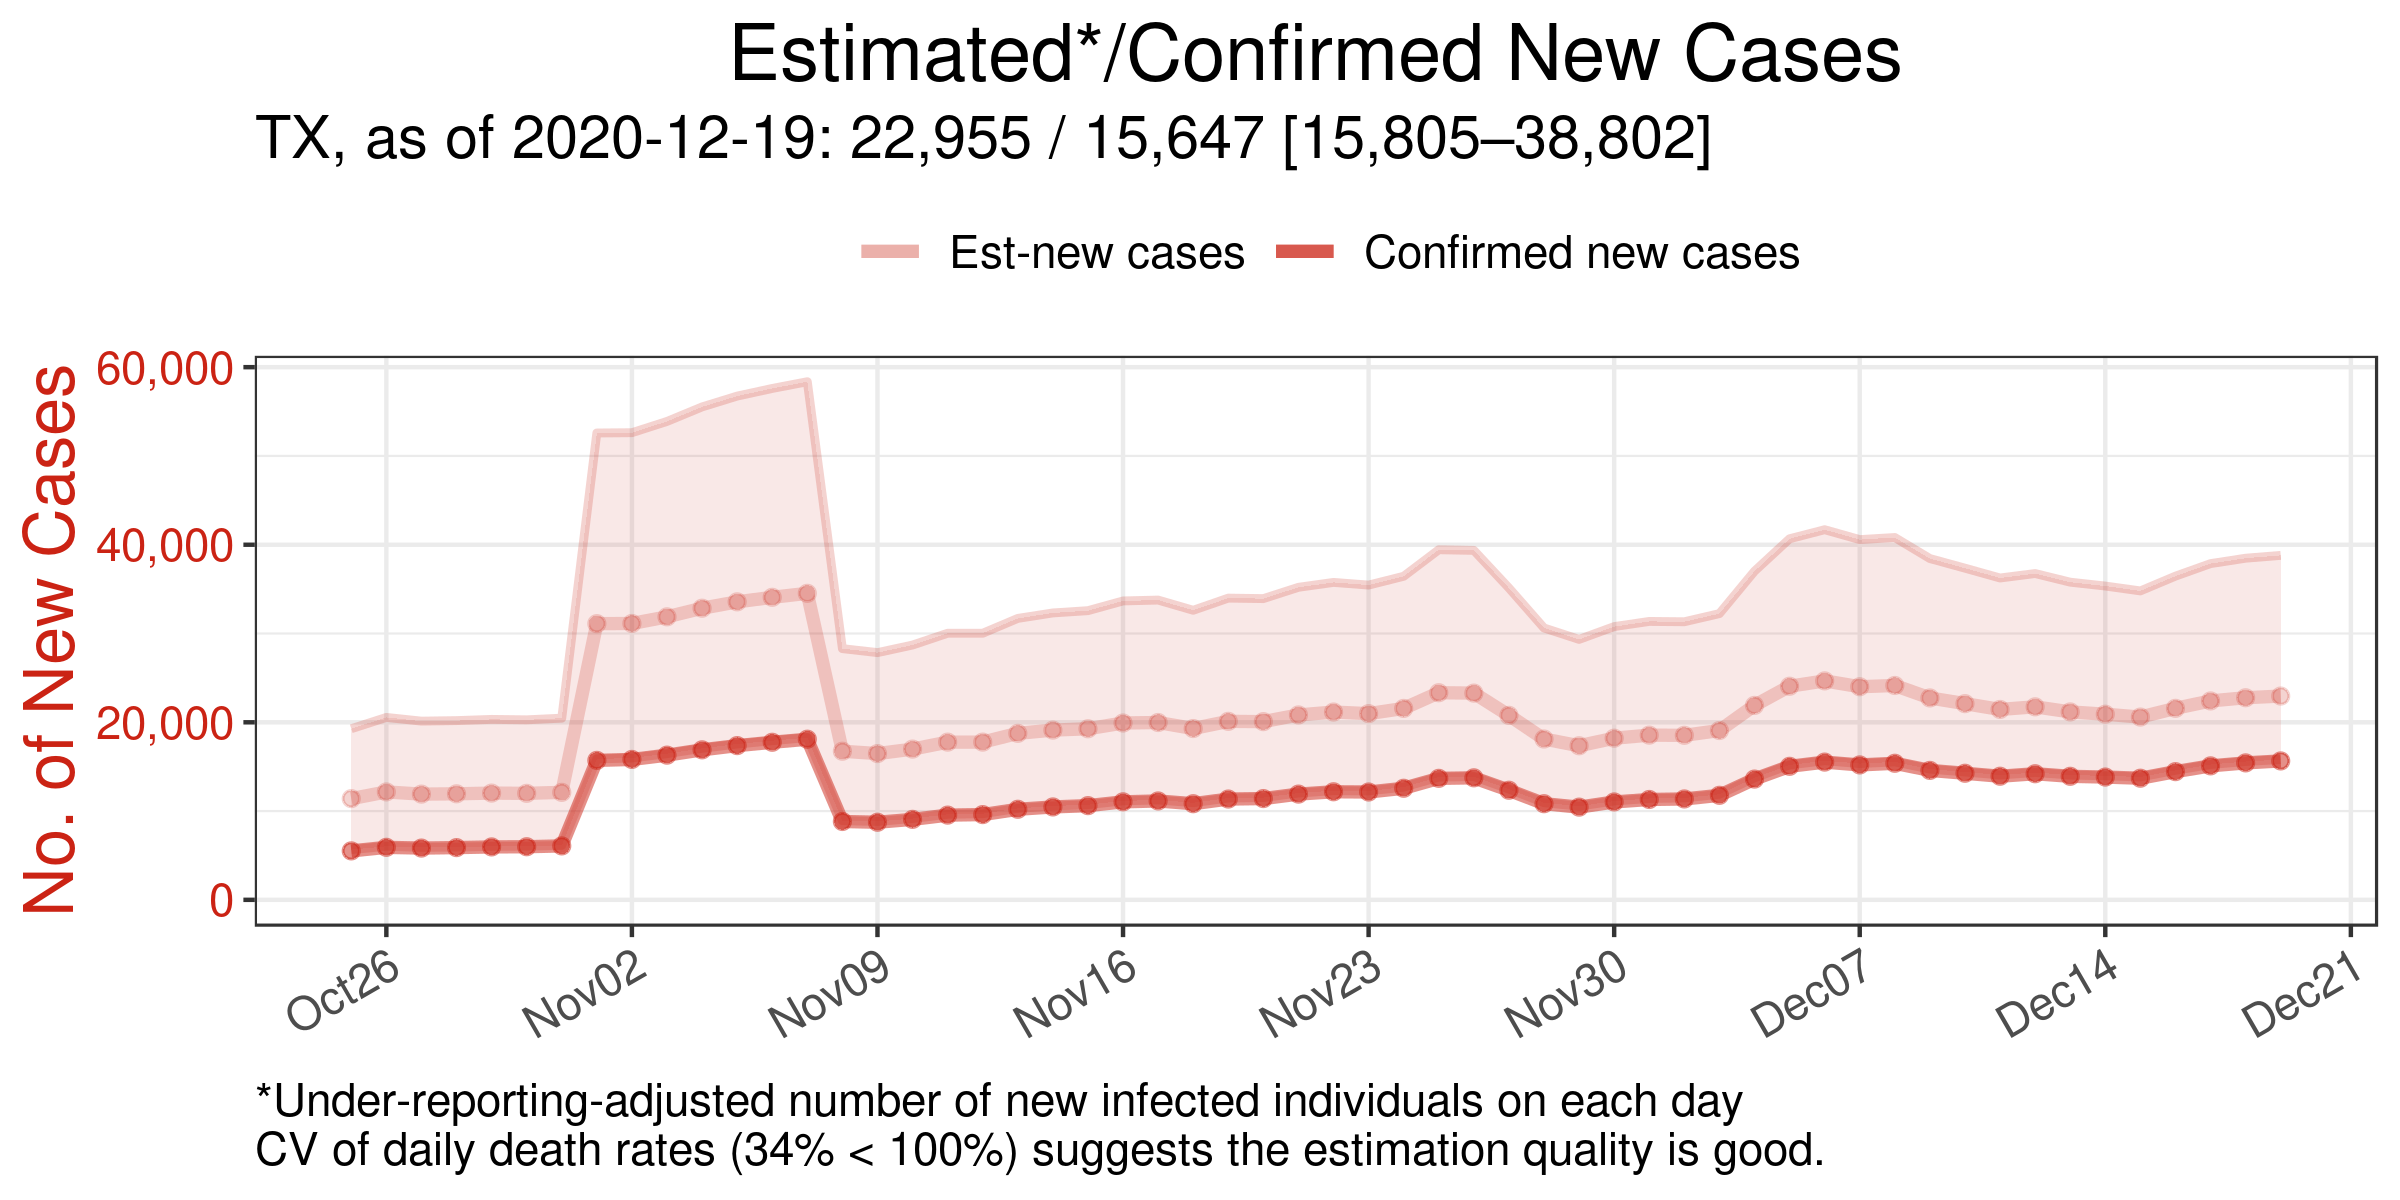 Estimated*/Confirmed New Cases
TX, as of 2020-12-19: 22,955 / 15,647 [15,805–38,802]
Est-new cases
Confirmed new cases
No. of New Cases
60,000
40,000
20,000
0
Oct26
Nov02
Nov09
Nov16
Nov23
Nov30
Dec07
Dec14
Dec21
*Under-reporting-adjusted number of new infected individuals on each day
CV of daily death rates (34% < 100%) suggests the estimation quality is good.